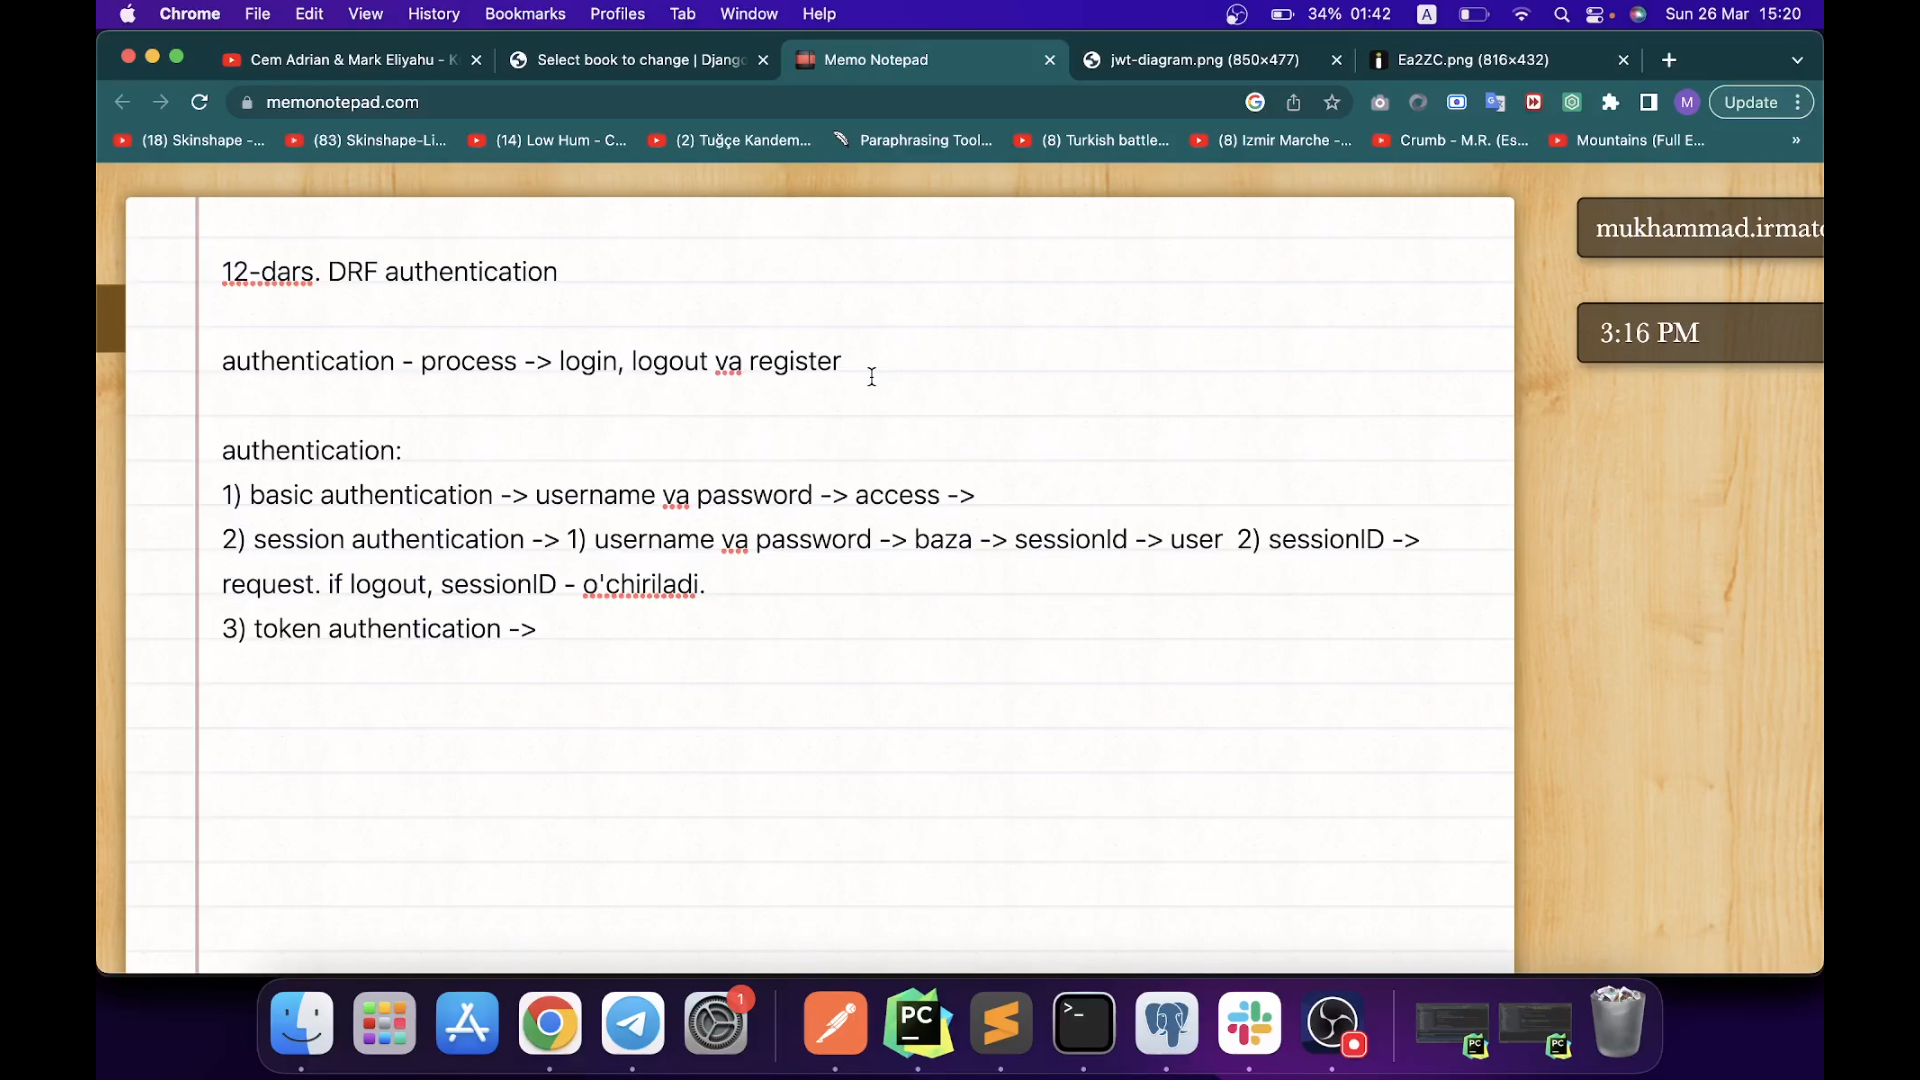 Chrome File Edit View History Bookmarks Profiles Tab Window Help 34% 01:42 A Sun 26 Mar 15:20
Cem Adrian & Mark Eliyahu - Select book to change | Django Memo Notepad jwt-diagram.png (850×477) Ea2ZC.png (816×432)
memonotepad.com M Update
(18) Skinshape -... (83) Skinshape-Li... (14) Low Hum - C... (2) Tuğçe Kandem... Paraphrasing Tool... (8) Turkish battle... (8) Izmir Marche -... Crumb - M.R. (Es... Mountains (Full E... »
mukhammad.irmato
12-dars. DRF authentication
3:16 PM
authentication - process -> login, logout va register
authentication:
1) basic authentication -> username va password -> access ->
2) session authentication -> 1) username va password -> baza -> sessionId -> user 2) sessionID ->
request. if logout, sessionID - o'chiriladi.
3) token authentication ->
1
PC
>_
PC PC